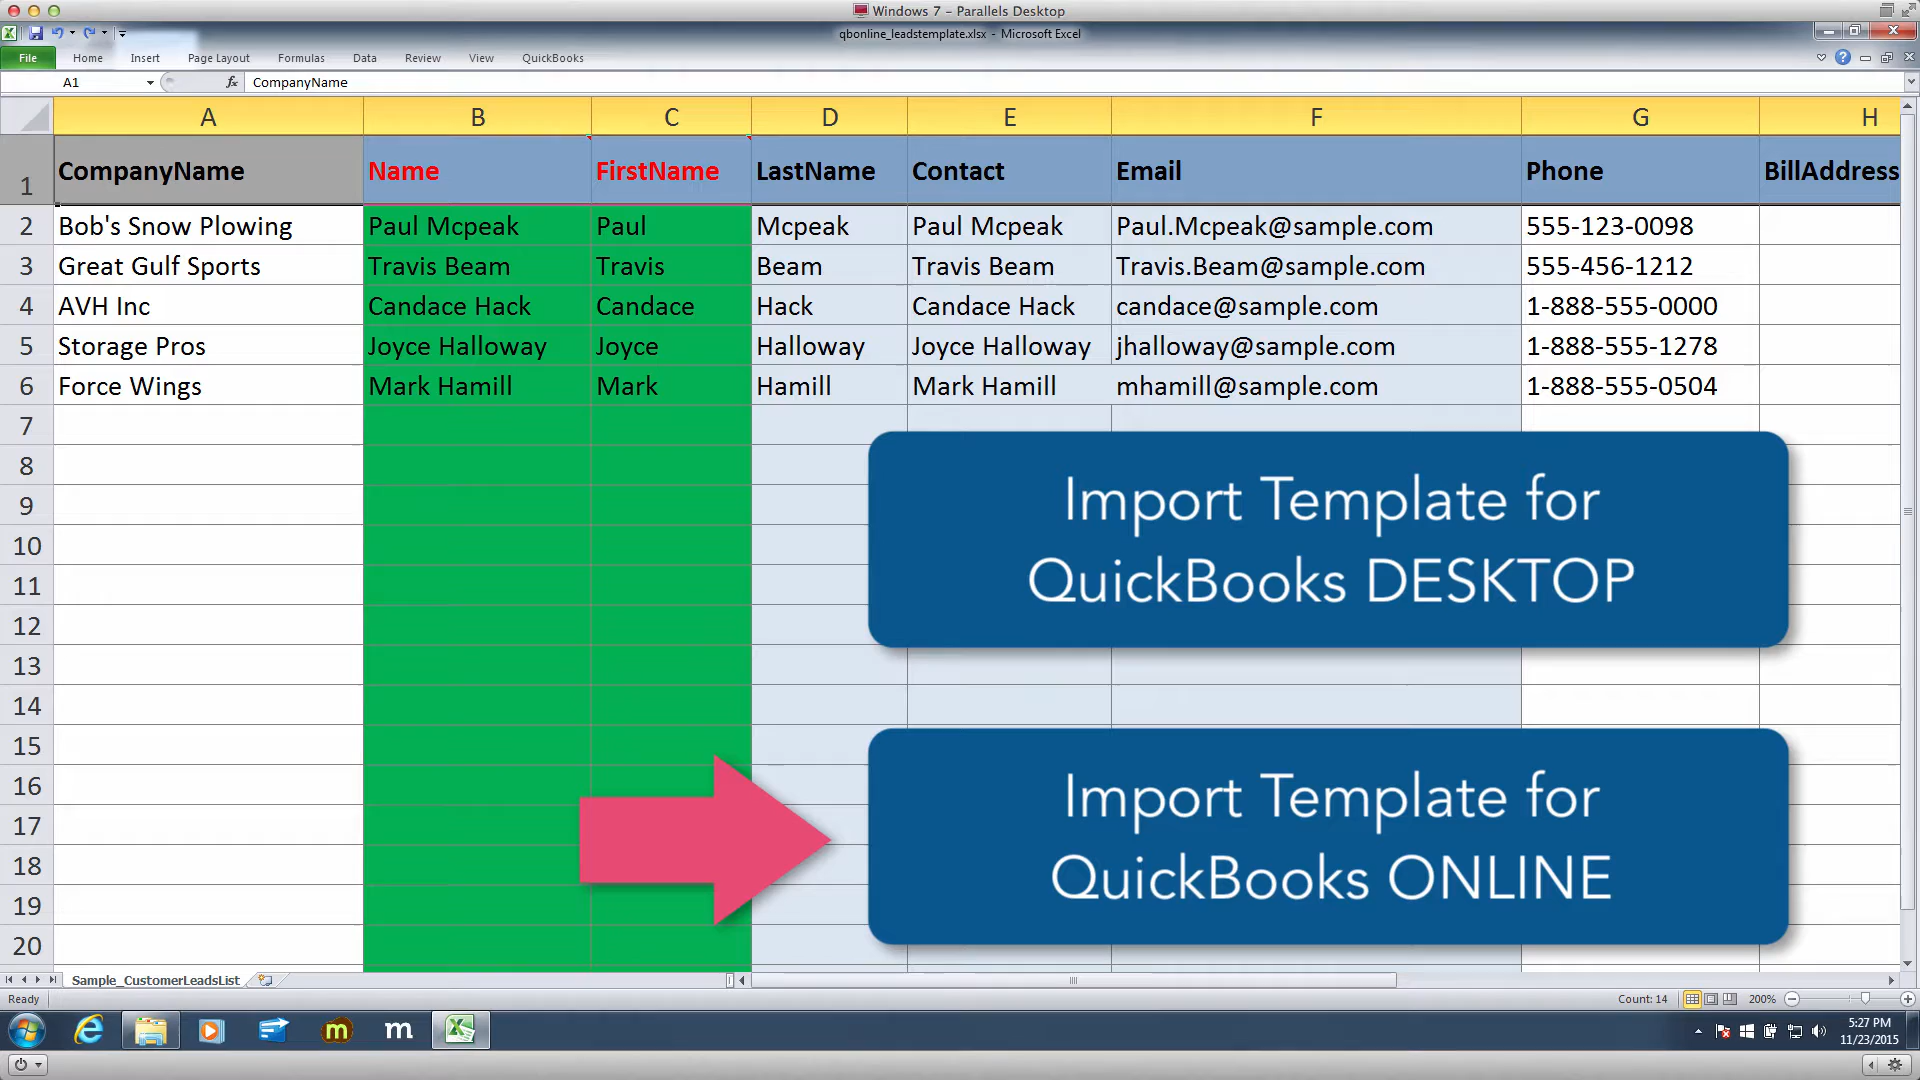 Windows 7 - Parallels Desktop
qbonline_leadstemplate.xlsx - Microsoft Excel
File Home Insert Page Layout Formulas Data Review View QuickBooks
A1 fx CompanyName
A B C D E F G H
1 CompanyName Name FirstName LastName Contact Email Phone BillAddress
2 Bob's Snow Plowing Paul Mcpeak Paul Mcpeak Paul Mcpeak Paul.Mcpeak@sample.com 555-123-0098
3 Great Gulf Sports Travis Beam Travis Beam Travis Beam Travis.Beam@sample.com 555-456-1212
4 AVH Inc Candace Hack Candace Hack Candace Hack candace@sample.com 1-888-555-0000
5 Storage Pros Joyce Halloway Joyce Halloway Joyce Halloway jhalloway@sample.com 1-888-555-1278
6 Force Wings Mark Hamill Mark Hamill Mark Hamill mhamill@sample.com 1-888-555-0504
7
8
9
10
11
12
13
14
15
16
17
18
19
20
Import Template for
QuickBooks DESKTOP
Import Template for
QuickBooks ONLINE
Sample_CustomerLeadsList
Ready Count: 14 200%
m m
5:27 PM
11/23/2015